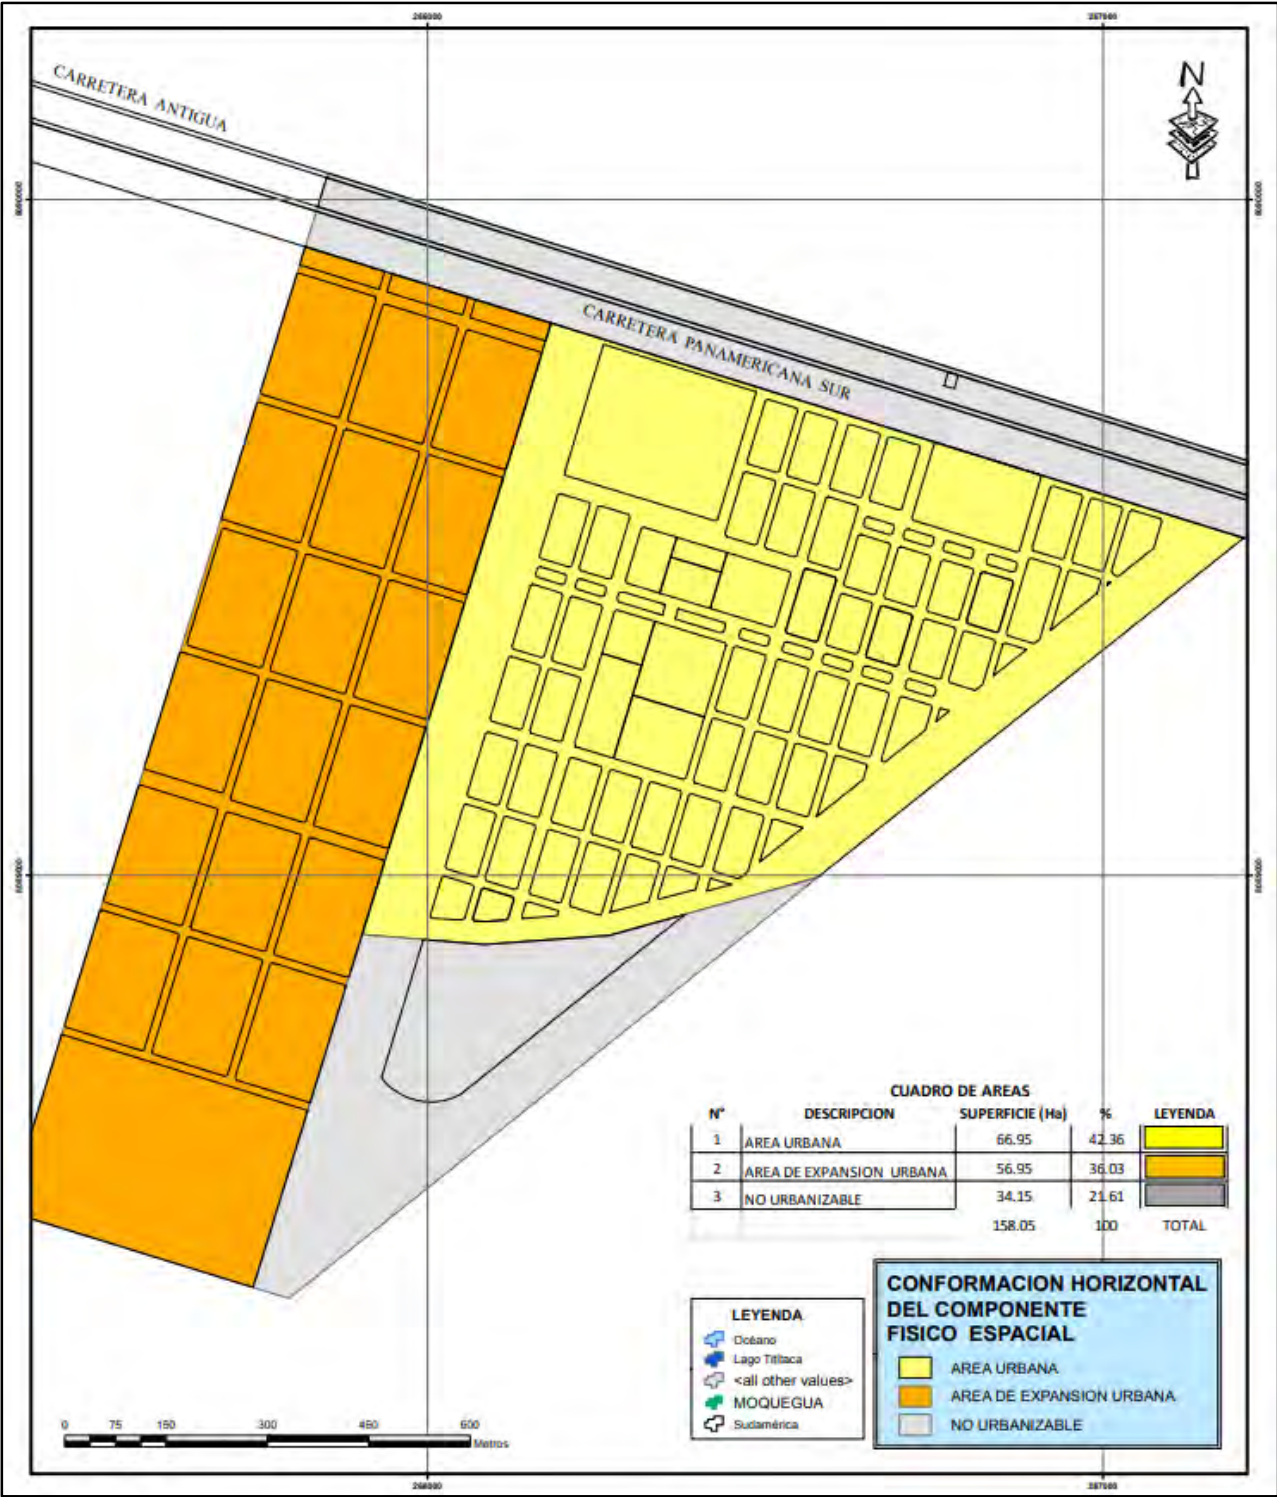 287000
CARRETERA ANTIGUA
N
CARRETERA PANAMERICANA SUR
CUADRO DE AREAS
N° DESCRIPCION SUPERFICIE (Ha) % LEYENDA
1 AREA URBANA 66.95 42.36
2 AREA DE EXPANSION URBANA 56.95 36.03
3 NO URBANIZABLE 34.15 21.61
158.05 100 TOTAL
CONFORMACION HORIZONTAL
DEL COMPONENTE
FISICO ESPACIAL
AREA URBANA
AREA DE EXPANSION URBANA
NO URBANIZABLE
LEYENDA
Océano
Lago Titilaca
<all other values>
MOQUEGUA
Sudamérica
0 75 150 300 450 600
Metros
287000